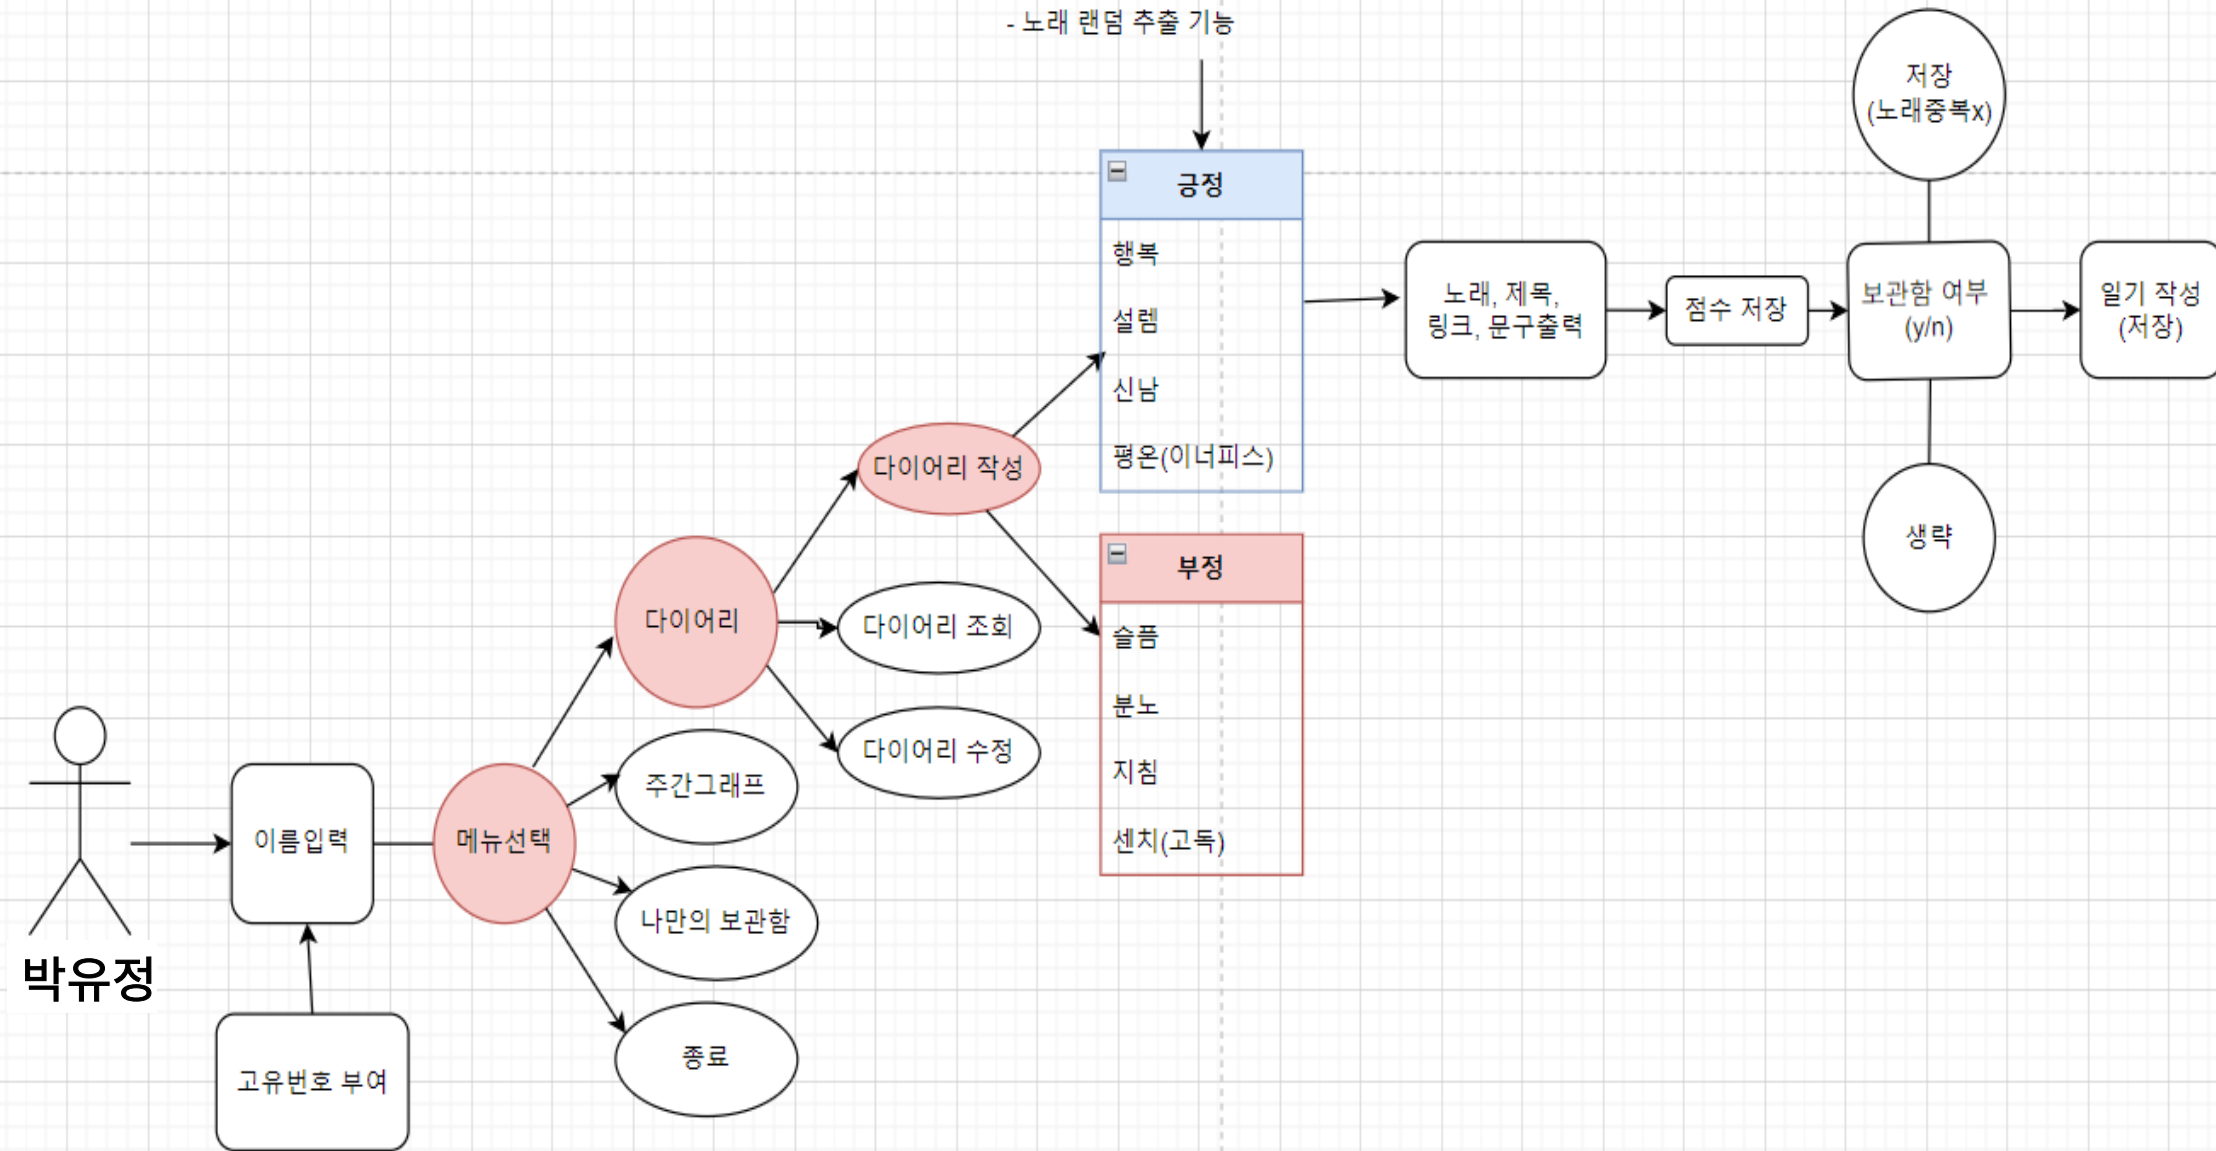 - 노래 랜덤 추출 기능
저장
(노래중복x)
긍정
행복
설렘
신남
평온(이너피스)
노래, 제목,
링크, 문구출력
점수 저장
보관함 여부
(y/n)
일기 작성
(저장)
생략
다이어리 작성
부정
슬픔
분노
지침
센치(고독)
다이어리
다이어리 조회
다이어리 수정
주간그래프
이름입력
메뉴선택
나만의 보관함
박유정
종료
고유번호 부여